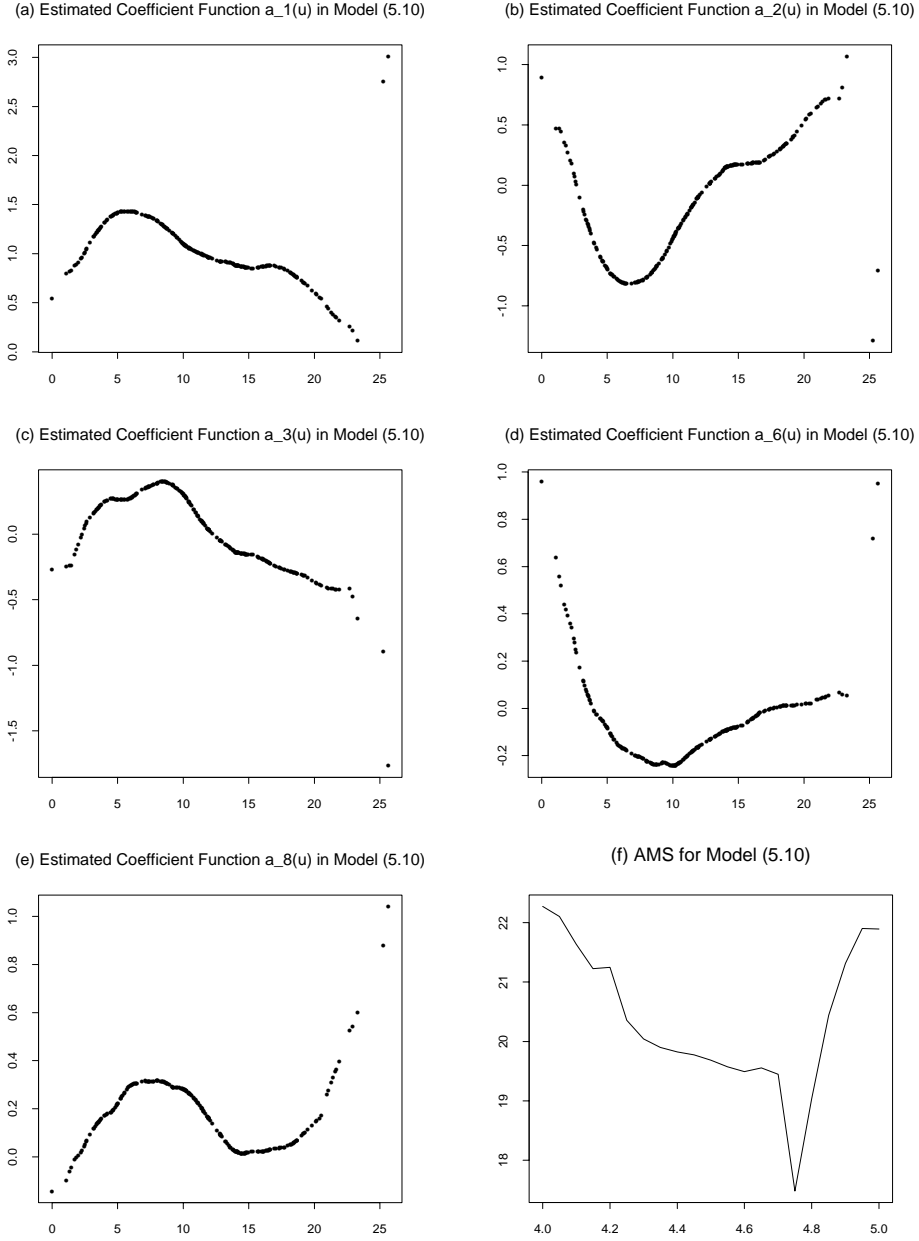 (a) Estimated Coefficient Function a_1(u) in Model (5.10)
0.0 0.5 1.0 1.5 2.0 2.5 3.0
0 5 10 15 20 25
(b) Estimated Coefficient Function a_2(u) in Model (5.10)
-1.0 -0.5 0.0 0.5 1.0
0 5 10 15 20 25
(c) Estimated Coefficient Function a_3(u) in Model (5.10)
-1.5 -1.0 -0.5 0.0
0 5 10 15 20 25
(d) Estimated Coefficient Function a_6(u) in Model (5.10)
-0.2 0.0 0.2 0.4 0.6 0.8 1.0
0 5 10 15 20 25
(e) Estimated Coefficient Function a_8(u) in Model (5.10)
0.0 0.2 0.4 0.6 0.8 1.0
0 5 10 15 20 25
(f) AMS for Model (5.10)
18 19 20 21 22
4.0 4.2 4.4 4.6 4.8 5.0